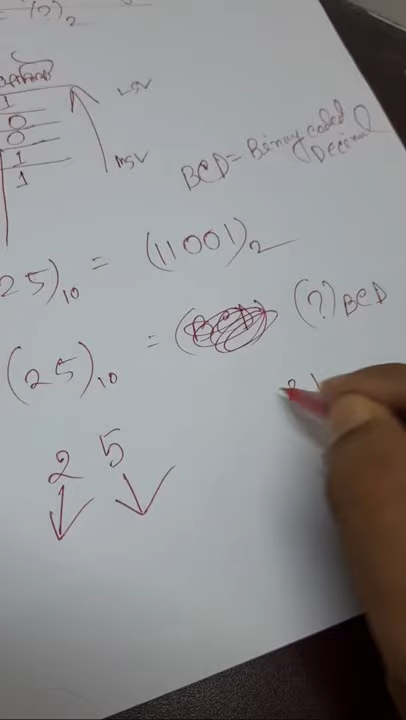 (?)₂
1
0
0
1
1
LSV
MSV
BCD = Binary coded Decimal
25)₁₀ = (11001)₂
(25)₁₀ = (?)BCD
2 5